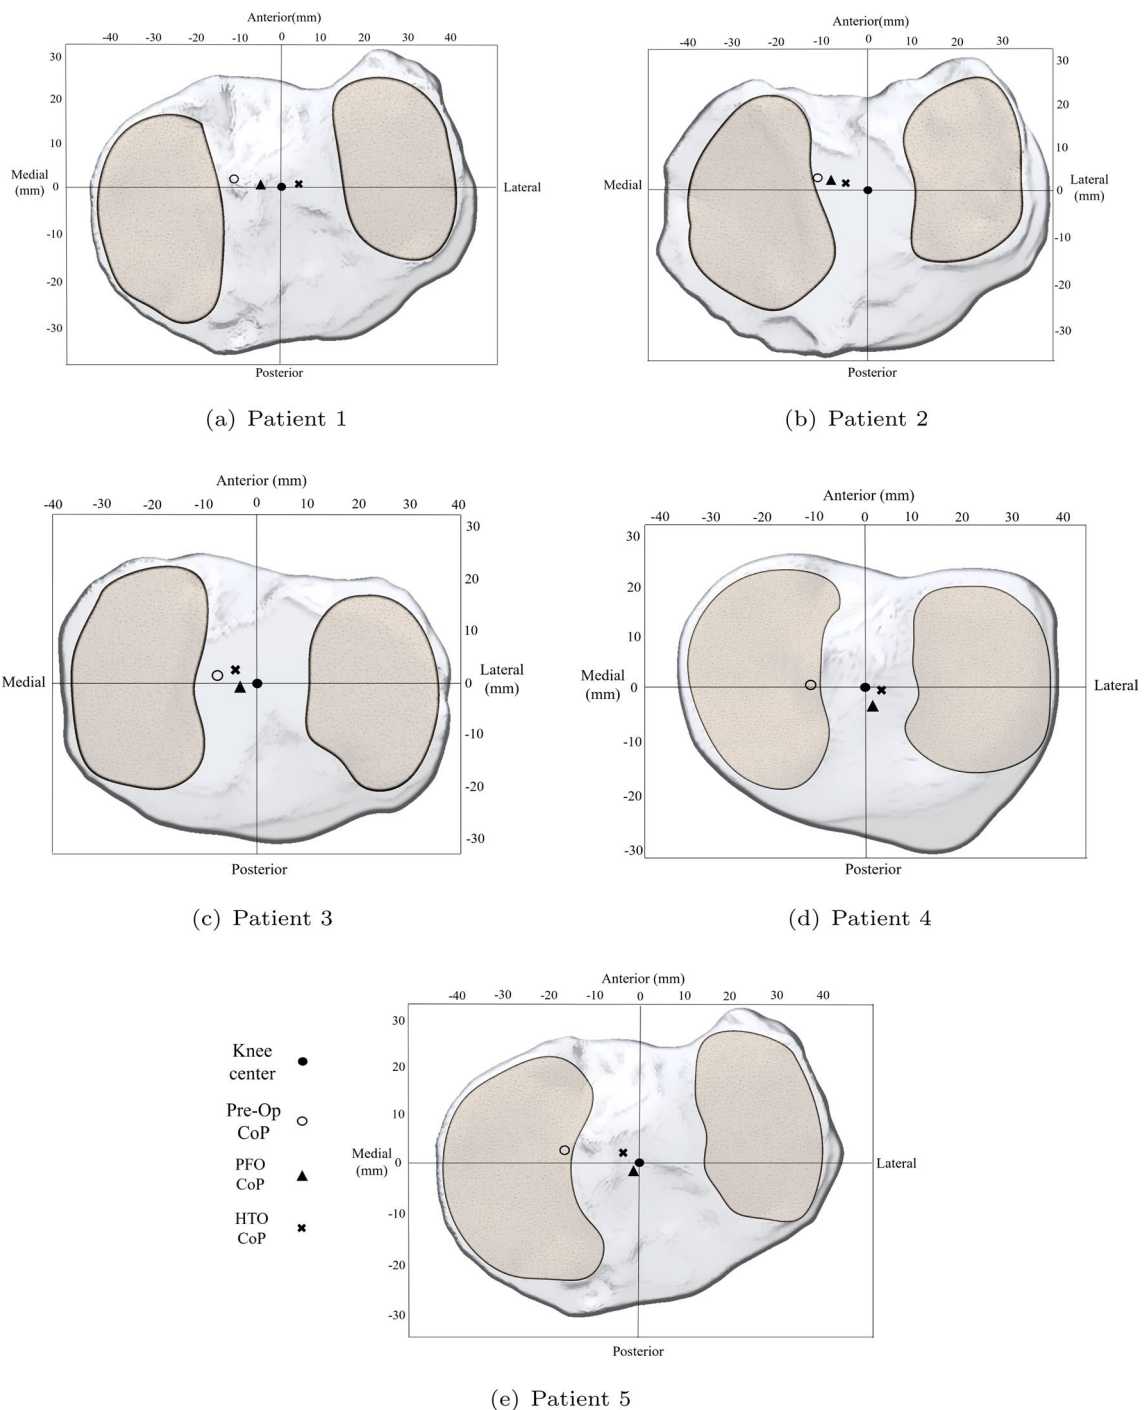 Anterior(mm)
-40 -30 -20 -10 0 10 20 30 40
30
20
10
Medial
(mm)
0
Lateral
-10
-20
-30
Posterior
(a) Patient 1
Anterior(mm)
-40 -30 -20 -10 0 10 20 30
30
20
10
Medial
0
Lateral
(mm)
-10
-20
-30
Posterior
(b) Patient 2
Anterior (mm)
-40 -30 -20 -10 0 10 20 30 40
30
20
10
Medial
0
Lateral
(mm)
-10
-20
-30
Posterior
(c) Patient 3
Anterior (mm)
-40 -30 -20 -10 0 10 20 30 40
30
20
10
Medial
(mm)
0
Lateral
-10
-20
-30
Posterior
(d) Patient 4
Knee
center
Pre-Op
CoP
PFO
CoP
HTO
CoP
Anterior (mm)
-40 -30 -20 -10 0 10 20 30 40
30
20
10
Medial
(mm)
0
Lateral
-10
-20
-30
Posterior
(e) Patient 5